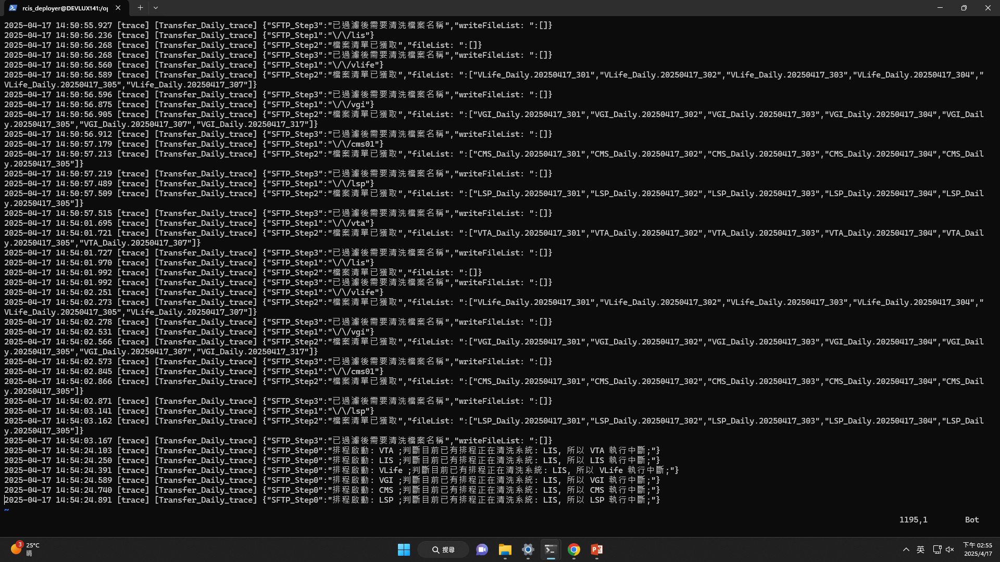 rcis_deployer@DEVLUX141:/op
2025-04-17 14:50:55.927 [trace] [Transfer_Daily_trace] {"SFTP_Step3":"已過濾後需要清洗檔案名稱","writeFileList: ":[]}
2025-04-17 14:50:56.236 [trace] [Transfer_Daily_trace] {"SFTP_Step1":"\/\/lis"}
2025-04-17 14:50:56.268 [trace] [Transfer_Daily_trace] {"SFTP_Step2":"檔案清單已獲取","fileList: ":[]}
2025-04-17 14:50:56.268 [trace] [Transfer_Daily_trace] {"SFTP_Step3":"已過濾後需要清洗檔案名稱","writeFileList: ":[]}
2025-04-17 14:50:56.560 [trace] [Transfer_Daily_trace] {"SFTP_Step1":"\/\/vlife"}
2025-04-17 14:50:56.589 [trace] [Transfer_Daily_trace] {"SFTP_Step2":"檔案清單已獲取","fileList: ":["VLife_Daily.20250417_301","VLife_Daily.20250417_302","VLife_Daily.20250417_303","VLife_Daily.20250417_304","
VLife_Daily.20250417_305","VLife_Daily.20250417_307"]}
2025-04-17 14:50:56.596 [trace] [Transfer_Daily_trace] {"SFTP_Step3":"已過濾後需要清洗檔案名稱","writeFileList: ":[]}
2025-04-17 14:50:56.875 [trace] [Transfer_Daily_trace] {"SFTP_Step1":"\/\/vgi"}
2025-04-17 14:50:56.905 [trace] [Transfer_Daily_trace] {"SFTP_Step2":"檔案清單已獲取","fileList: ":["VGI_Daily.20250417_301","VGI_Daily.20250417_302","VGI_Daily.20250417_303","VGI_Daily.20250417_304","VGI_Dail
y.20250417_305","VGI_Daily.20250417_307","VGI_Daily.20250417_317"]}
2025-04-17 14:50:56.912 [trace] [Transfer_Daily_trace] {"SFTP_Step3":"已過濾後需要清洗檔案名稱","writeFileList: ":[]}
2025-04-17 14:50:57.179 [trace] [Transfer_Daily_trace] {"SFTP_Step1":"\/\/cms01"}
2025-04-17 14:50:57.213 [trace] [Transfer_Daily_trace] {"SFTP_Step2":"檔案清單已獲取","fileList: ":["CMS_Daily.20250417_301","CMS_Daily.20250417_302","CMS_Daily.20250417_303","CMS_Daily.20250417_304","CMS_Dail
y.20250417_305"]}
2025-04-17 14:50:57.219 [trace] [Transfer_Daily_trace] {"SFTP_Step3":"已過濾後需要清洗檔案名稱","writeFileList: ":[]}
2025-04-17 14:50:57.489 [trace] [Transfer_Daily_trace] {"SFTP_Step1":"\/\/lsp"}
2025-04-17 14:50:57.509 [trace] [Transfer_Daily_trace] {"SFTP_Step2":"檔案清單已獲取","fileList: ":["LSP_Daily.20250417_301","LSP_Daily.20250417_302","LSP_Daily.20250417_303","LSP_Daily.20250417_304","LSP_Dail
y.20250417_305"]}
2025-04-17 14:50:57.515 [trace] [Transfer_Daily_trace] {"SFTP_Step3":"已過濾後需要清洗檔案名稱","writeFileList: ":[]}
2025-04-17 14:54:01.695 [trace] [Transfer_Daily_trace] {"SFTP_Step1":"\/\/vta"}
2025-04-17 14:54:01.721 [trace] [Transfer_Daily_trace] {"SFTP_Step2":"檔案清單已獲取","fileList: ":["VTA_Daily.20250417_301","VTA_Daily.20250417_302","VTA_Daily.20250417_303","VTA_Daily.20250417_304","VTA_Dail
y.20250417_305","VTA_Daily.20250417_307"]}
2025-04-17 14:54:01.727 [trace] [Transfer_Daily_trace] {"SFTP_Step3":"已過濾後需要清洗檔案名稱","writeFileList: ":[]}
2025-04-17 14:54:01.970 [trace] [Transfer_Daily_trace] {"SFTP_Step1":"\/\/lis"}
2025-04-17 14:54:01.992 [trace] [Transfer_Daily_trace] {"SFTP_Step2":"檔案清單已獲取","fileList: ":[]}
2025-04-17 14:54:01.992 [trace] [Transfer_Daily_trace] {"SFTP_Step3":"已過濾後需要清洗檔案名稱","writeFileList: ":[]}
2025-04-17 14:54:02.251 [trace] [Transfer_Daily_trace] {"SFTP_Step1":"\/\/vlife"}
2025-04-17 14:54:02.273 [trace] [Transfer_Daily_trace] {"SFTP_Step2":"檔案清單已獲取","fileList: ":["VLife_Daily.20250417_301","VLife_Daily.20250417_302","VLife_Daily.20250417_303","VLife_Daily.20250417_304","
VLife_Daily.20250417_305","VLife_Daily.20250417_307"]}
2025-04-17 14:54:02.278 [trace] [Transfer_Daily_trace] {"SFTP_Step3":"已過濾後需要清洗檔案名稱","writeFileList: ":[]}
2025-04-17 14:54:02.531 [trace] [Transfer_Daily_trace] {"SFTP_Step1":"\/\/vgi"}
2025-04-17 14:54:02.566 [trace] [Transfer_Daily_trace] {"SFTP_Step2":"檔案清單已獲取","fileList: ":["VGI_Daily.20250417_301","VGI_Daily.20250417_302","VGI_Daily.20250417_303","VGI_Daily.20250417_304","VGI_Dail
y.20250417_305","VGI_Daily.20250417_307","VGI_Daily.20250417_317"]}
2025-04-17 14:54:02.573 [trace] [Transfer_Daily_trace] {"SFTP_Step3":"已過濾後需要清洗檔案名稱","writeFileList: ":[]}
2025-04-17 14:54:02.845 [trace] [Transfer_Daily_trace] {"SFTP_Step1":"\/\/cms01"}
2025-04-17 14:54:02.866 [trace] [Transfer_Daily_trace] {"SFTP_Step2":"檔案清單已獲取","fileList: ":["CMS_Daily.20250417_301","CMS_Daily.20250417_302","CMS_Daily.20250417_303","CMS_Daily.20250417_304","CMS_Dail
y.20250417_305"]}
2025-04-17 14:54:02.871 [trace] [Transfer_Daily_trace] {"SFTP_Step3":"已過濾後需要清洗檔案名稱","writeFileList: ":[]}
2025-04-17 14:54:03.141 [trace] [Transfer_Daily_trace] {"SFTP_Step1":"\/\/lsp"}
2025-04-17 14:54:03.162 [trace] [Transfer_Daily_trace] {"SFTP_Step2":"檔案清單已獲取","fileList: ":["LSP_Daily.20250417_301","LSP_Daily.20250417_302","LSP_Daily.20250417_303","LSP_Daily.20250417_304","LSP_Dail
y.20250417_305"]}
2025-04-17 14:54:03.167 [trace] [Transfer_Daily_trace] {"SFTP_Step3":"已過濾後需要清洗檔案名稱","writeFileList: ":[]}
2025-04-17 14:54:24.103 [trace] [Transfer_Daily_trace] {"SFTP_Step0":"排程啟動: VTA ;判斷目前已有排程正在清洗系統: LIS, 所以 VTA 執行中斷;"}
2025-04-17 14:54:24.250 [trace] [Transfer_Daily_trace] {"SFTP_Step0":"排程啟動: LIS ;判斷目前已有排程正在清洗系統: LIS, 所以 LIS 執行中斷;"}
2025-04-17 14:54:24.391 [trace] [Transfer_Daily_trace] {"SFTP_Step0":"排程啟動: VLife ;判斷目前已有排程正在清洗系統: LIS, 所以 VLife 執行中斷;"}
2025-04-17 14:54:24.589 [trace] [Transfer_Daily_trace] {"SFTP_Step0":"排程啟動: VGI ;判斷目前已有排程正在清洗系統: LIS, 所以 VGI 執行中斷;"}
2025-04-17 14:54:24.740 [trace] [Transfer_Daily_trace] {"SFTP_Step0":"排程啟動: CMS ;判斷目前已有排程正在清洗系統: LIS, 所以 CMS 執行中斷;"}
2025-04-17 14:54:24.891 [trace] [Transfer_Daily_trace] {"SFTP_Step0":"排程啟動: LSP ;判斷目前已有排程正在清洗系統: LIS, 所以 LSP 執行中斷;"}
~
1195,1 Bot
3
25°C
晴
搜尋
英
下午 02:55
2025/4/17